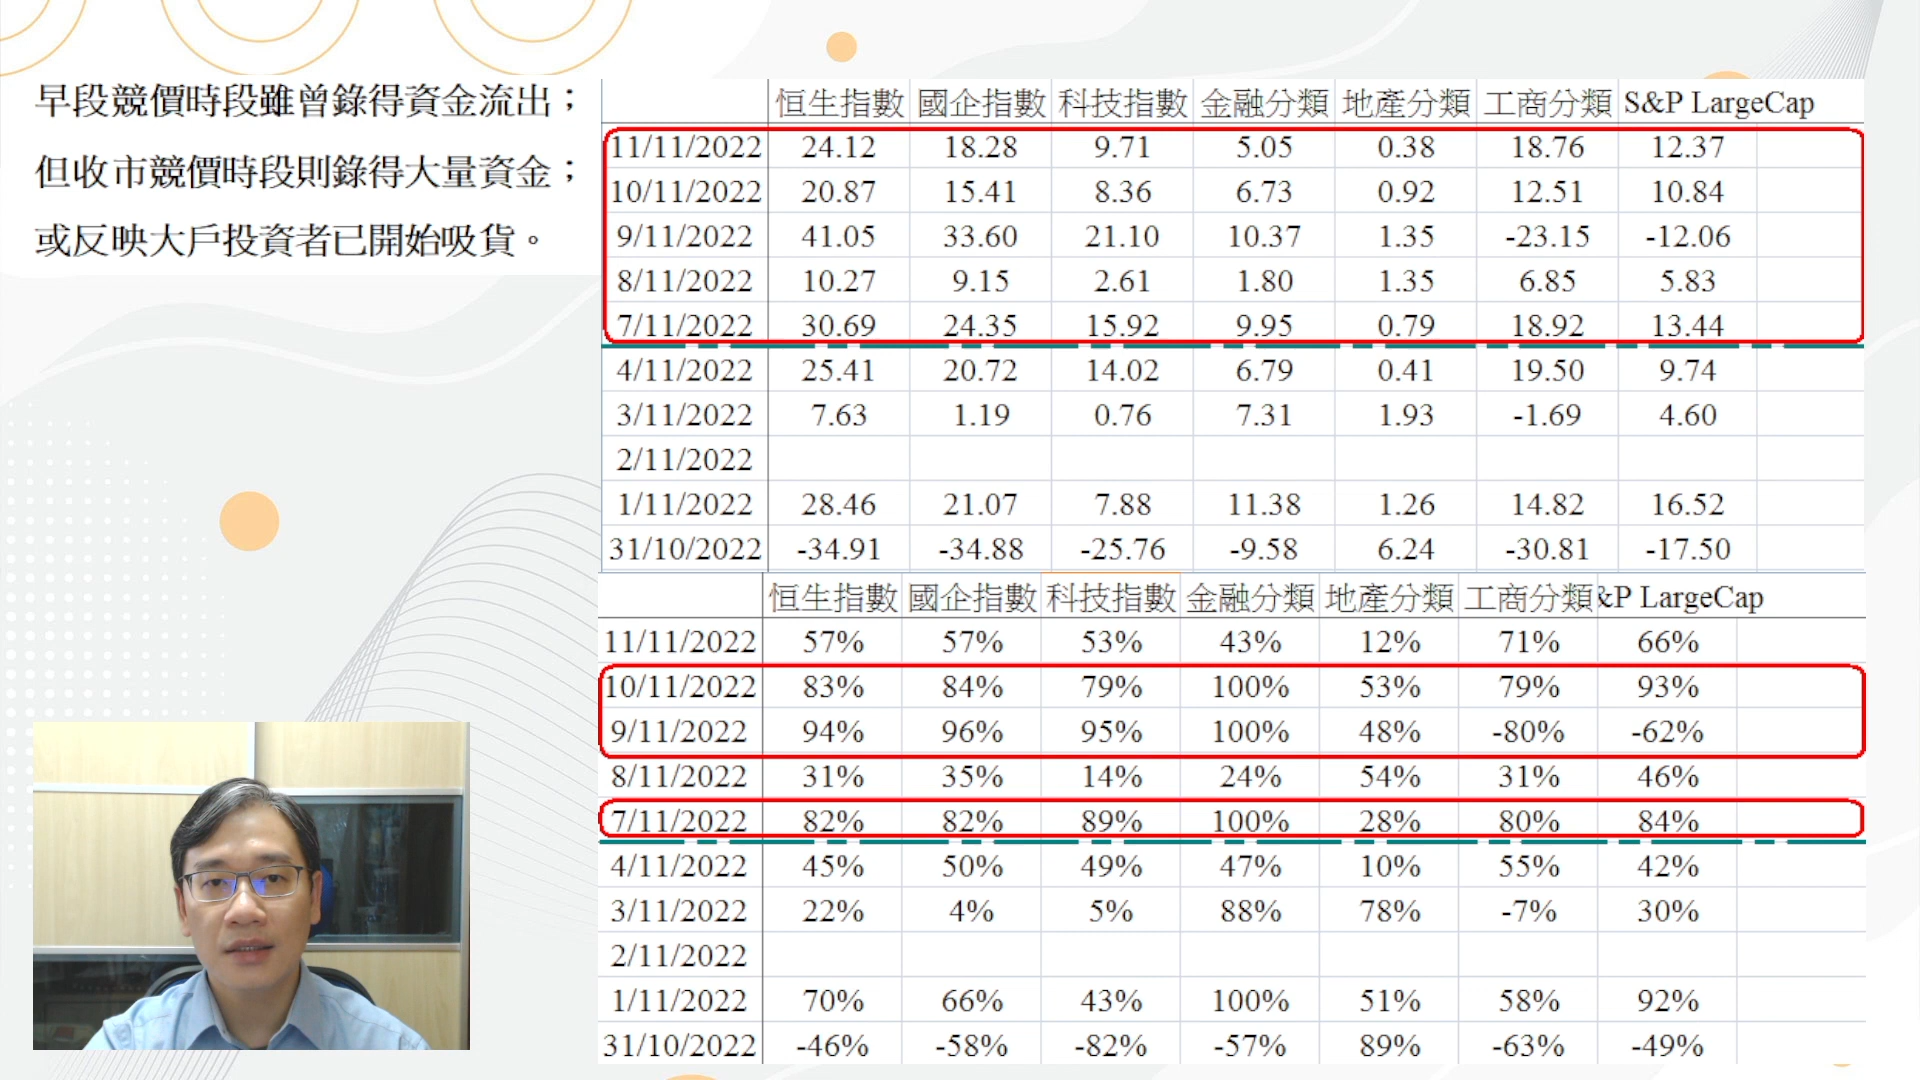 早段競價時段雖曾錄得資金流出；
但收市競價時段則錄得大量資金；
或反映大戶投資者已開始吸貨。
恒生指數 國企指數 科技指數 金融分類 地產分類 工商分類 S&P LargeCap
11/11/2022 24.12 18.28 9.71 5.05 0.38 18.76 12.37
10/11/2022 20.87 15.41 8.36 6.73 0.92 12.51 10.84
9/11/2022 41.05 33.60 21.10 10.37 1.35 -23.15 -12.06
8/11/2022 10.27 9.15 2.61 1.80 1.35 6.85 5.83
7/11/2022 30.69 24.35 15.92 9.95 0.79 18.92 13.44
4/11/2022 25.41 20.72 14.02 6.79 0.41 19.50 9.74
3/11/2022 7.63 1.19 0.76 7.31 1.93 -1.69 4.60
2/11/2022
1/11/2022 28.46 21.07 7.88 11.38 1.26 14.82 16.52
31/10/2022 -34.91 -34.88 -25.76 -9.58 6.24 -30.81 -17.50
恒生指數 國企指數 科技指數 金融分類 地產分類 工商分類 &P LargeCap
11/11/2022 57% 57% 53% 43% 12% 71% 66%
10/11/2022 83% 84% 79% 100% 53% 79% 93%
9/11/2022 94% 96% 95% 100% 48% -80% -62%
8/11/2022 31% 35% 14% 24% 54% 31% 46%
7/11/2022 82% 82% 89% 100% 28% 80% 84%
4/11/2022 45% 50% 49% 47% 10% 55% 42%
3/11/2022 22% 4% 5% 88% 78% -7% 30%
2/11/2022
1/11/2022 70% 66% 43% 100% 51% 58% 92%
31/10/2022 -46% -58% -82% -57% 89% -63% -49%